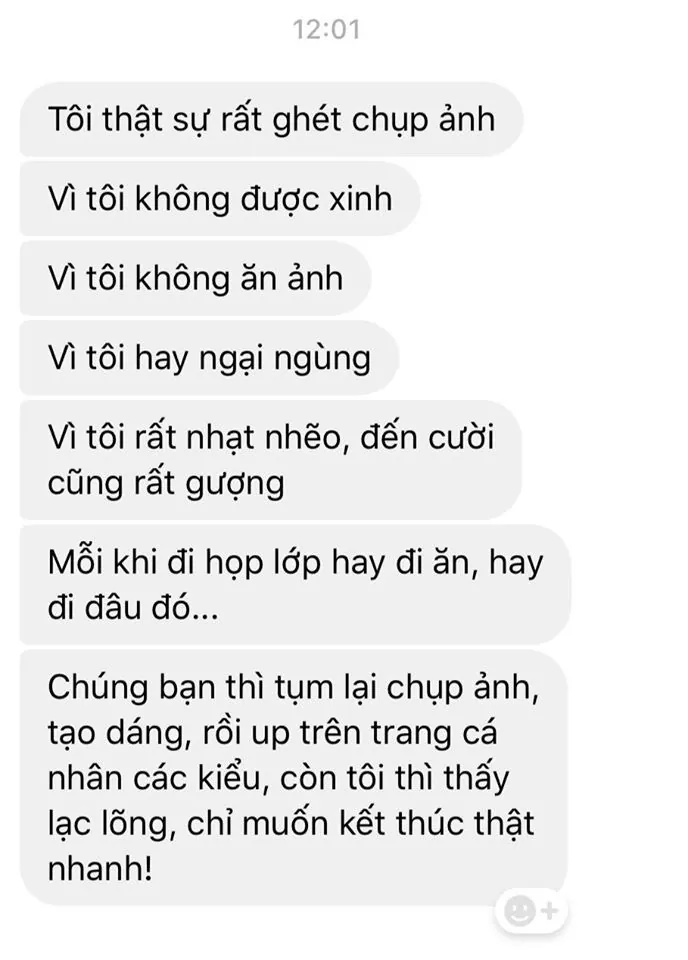 12:01
Tôi thật sự rất ghét chụp ảnh
Vì tôi không được xinh
Vì tôi không ăn ảnh
Vì tôi hay ngại ngùng
Vì tôi rất nhạt nhẽo, đến cười
cũng rất gượng
Mỗi khi đi họp lớp hay đi ăn, hay
đi đâu đó...
Chúng bạn thì tụm lại chụp ảnh,
tạo dáng, rồi up trên trang cá
nhân các kiểu, còn tôi thì thấy
lạc lõng, chỉ muốn kết thúc thật
nhanh!